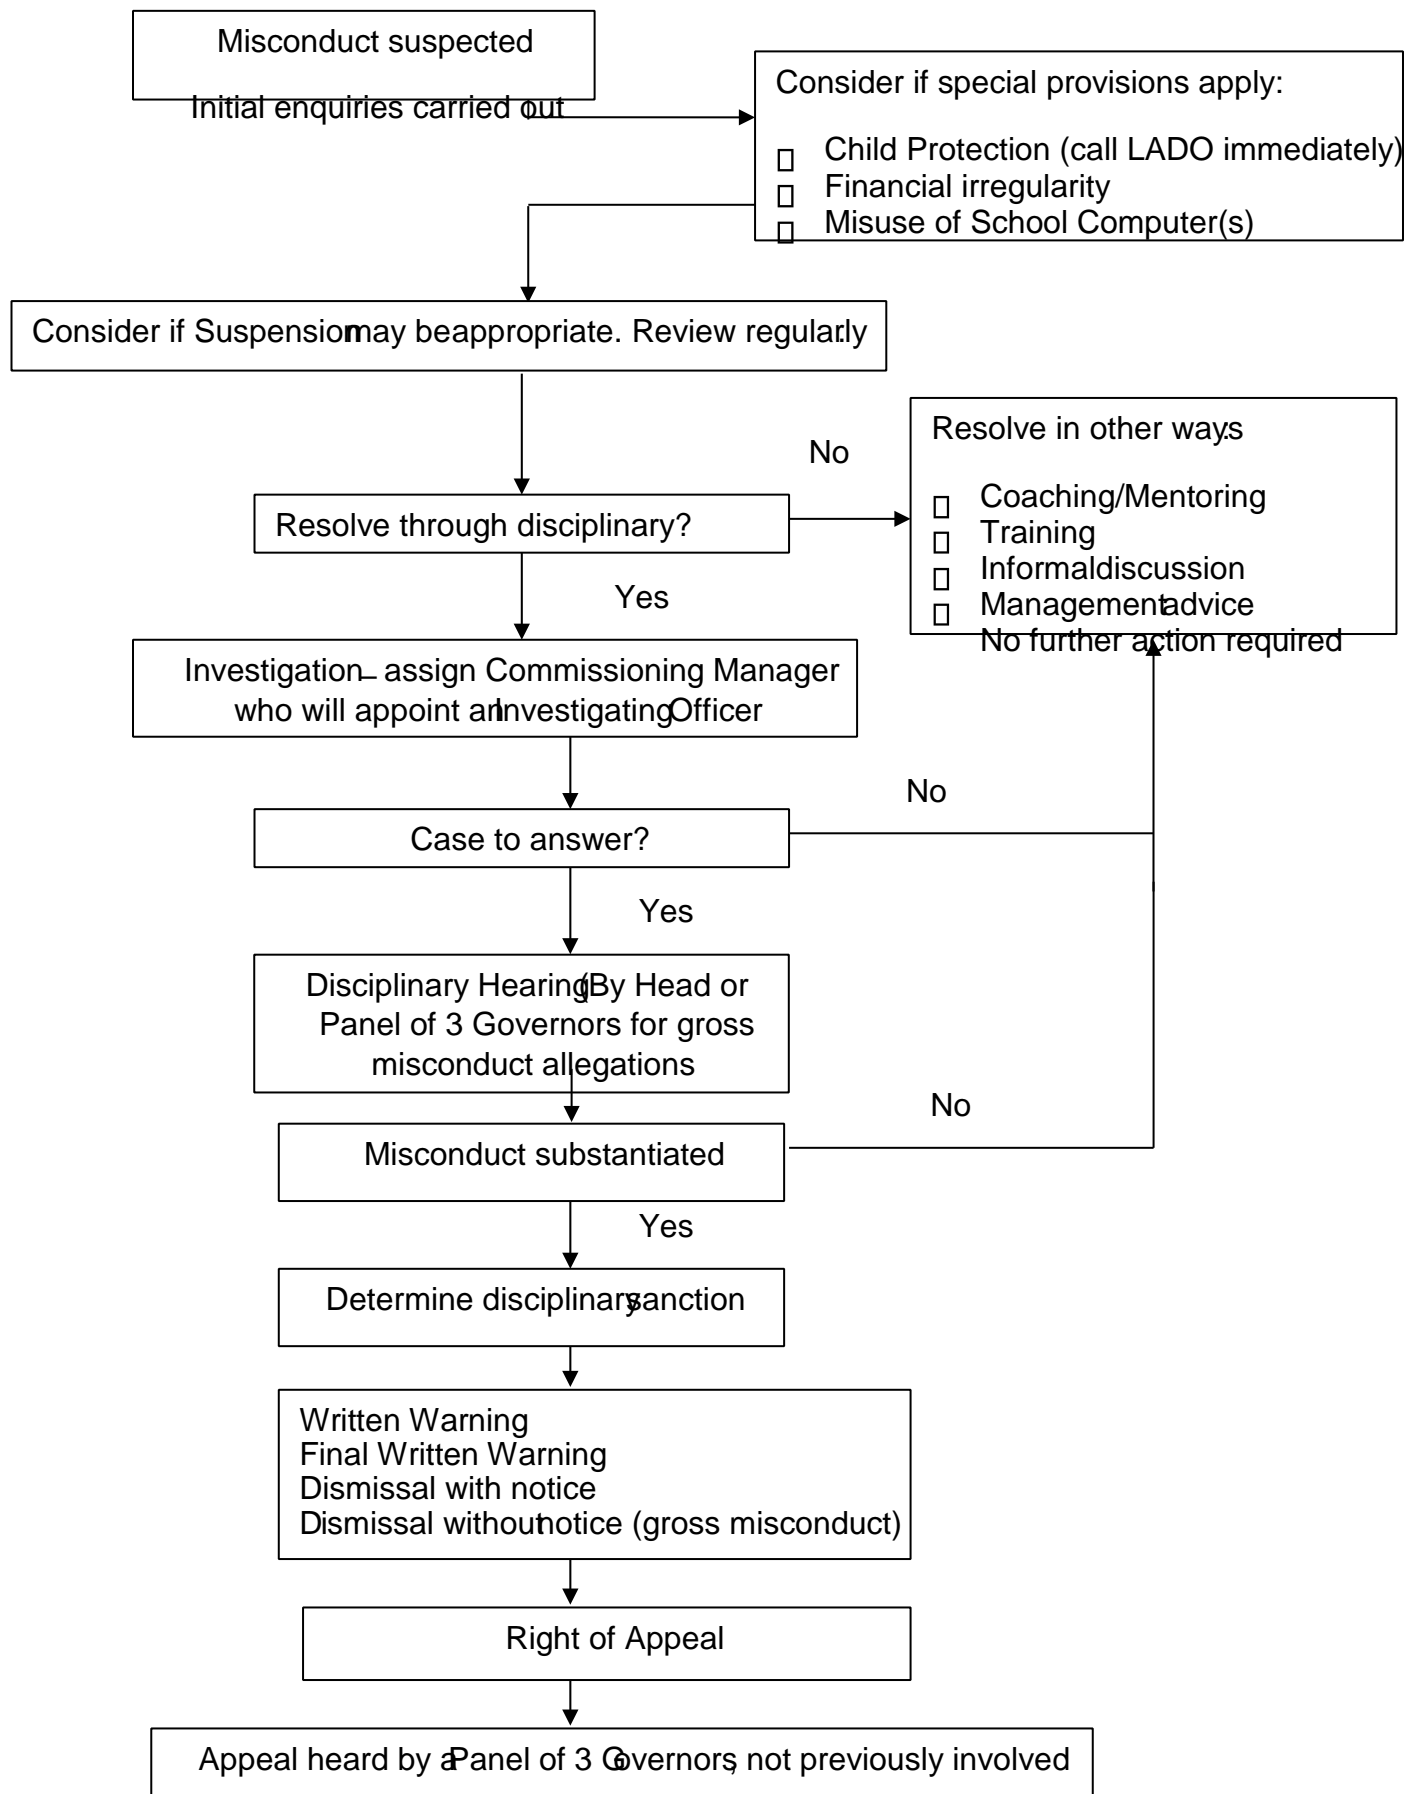 Misconduct suspected
Initial enquiries carried out
Consider if special provisions apply:
Child Protection (call LADO immediately)
Financial irregularity
Misuse of School Computer(s)
Consider if Suspension may be appropriate. Review regularly.
No
Resolve in other ways:
Coaching/Mentoring
Training
Informal discussion
Management advice
No further action required
Resolve through disciplinary?
Yes
Investigation – assign Commissioning Manager
who will appoint an Investigating Officer
No
Case to answer?
Yes
Disciplinary Hearing (By Head or
Panel of 3 Governors for gross
misconduct allegations
No
Misconduct substantiated
Yes
Determine disciplinary sanction
Written Warning
Final Written Warning
Dismissal with notice
Dismissal without notice (gross misconduct)
Right of Appeal
Appeal heard by a Panel of 3 Governors, not previously involved